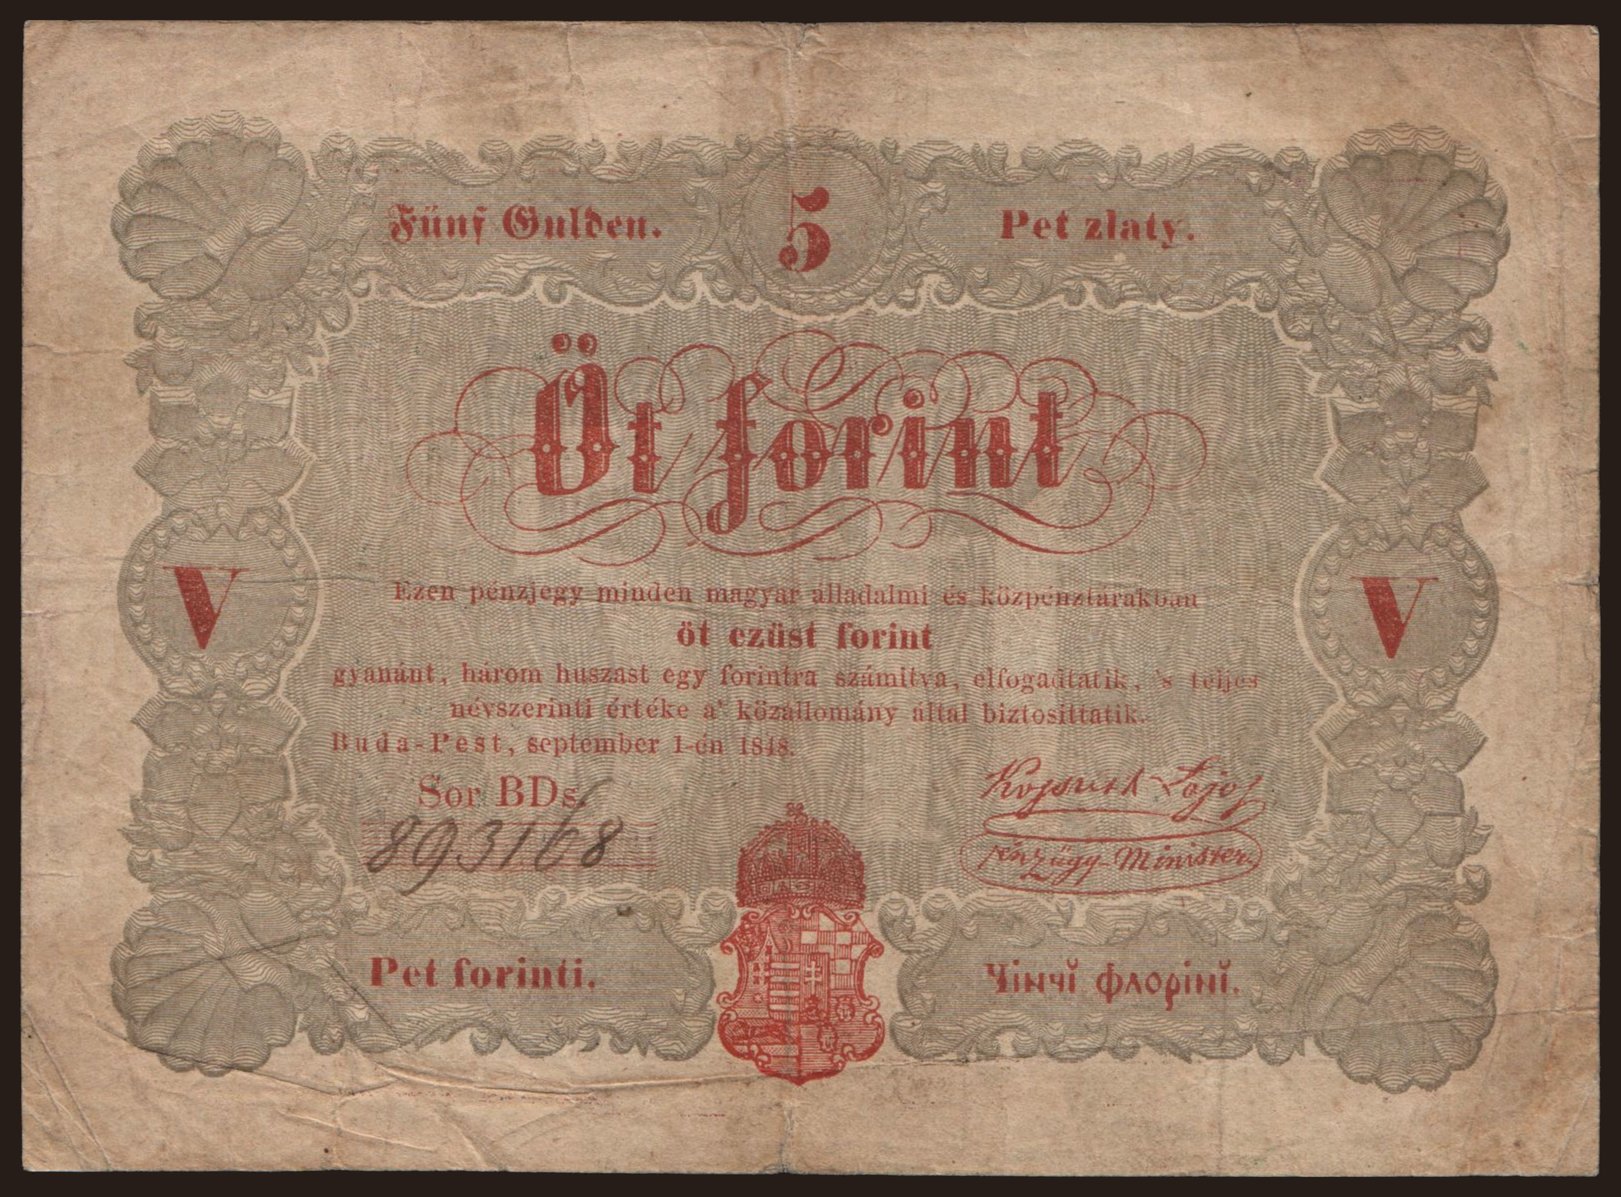 Fünf Gulden.
5
Pet zlaty.
Öt forint
V
V
Ezen pénzjegy minden magyar álladalmi és közpénztárakban
öt ezüst forint
gyanánt, három huszast egy forintra számitva, elfogadtatik, 's teljes
névszerinti értéke a' közállomány által biztosittatik.
Buda-Pest, september 1-én 1848.
Sor BDs.
893168
Kossuth Lajos
pénzügy Minister.
Pet forinti.
Чінчĭ флорінĭ.